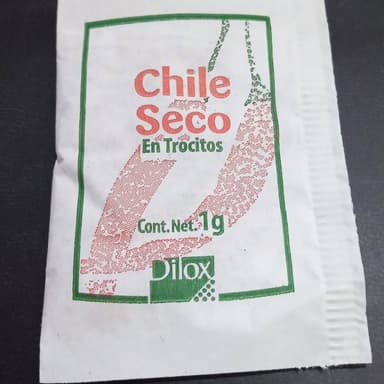 Chile
Seco
En Trocitos
Cont. Net. 1g
Dilox